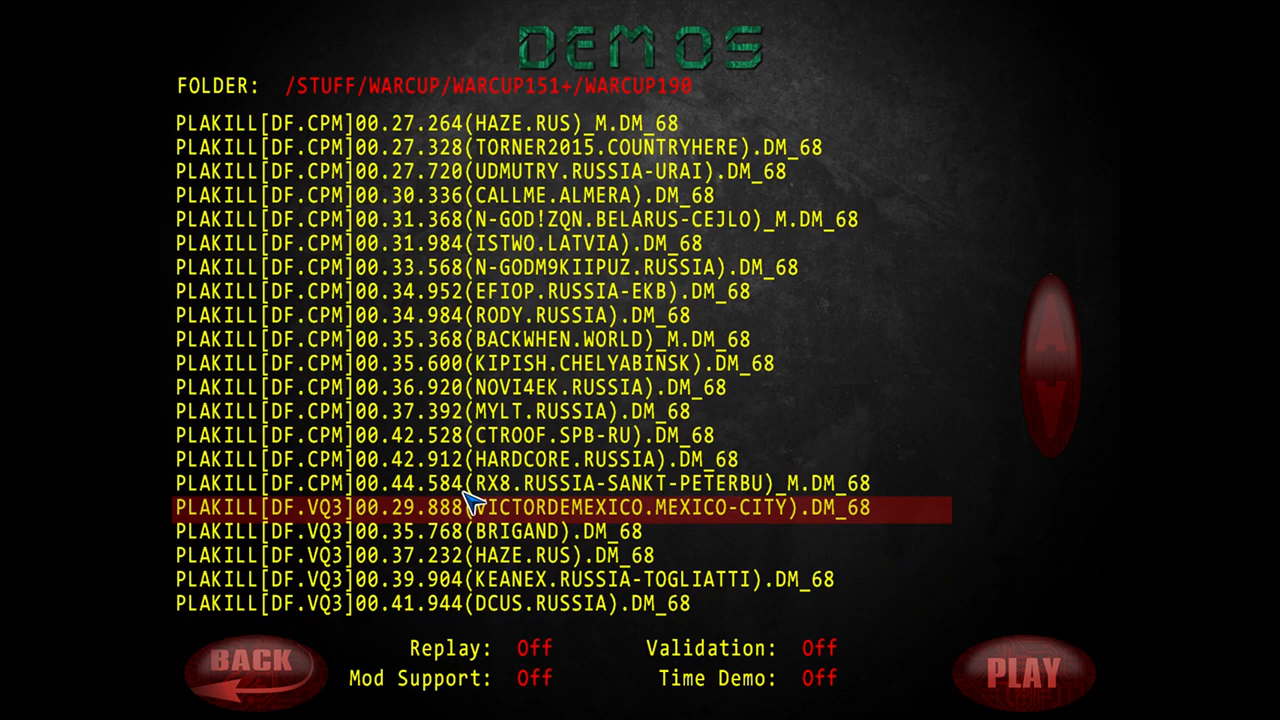 DEMOS
FOLDER: /STUFF/WARCUP/WARCUP151+/WARCUP190
PLAKILL[DF.CPM]00.27.264(HAZE.RUS)_M.DM_68
PLAKILL[DF.CPM]00.27.328(TORNER2015.COUNTRYHERE).DM_68
PLAKILL[DF.CPM]00.27.720(UDMUTRY.RUSSIA-URAI).DM_68
PLAKILL[DF.CPM]00.30.336(CALLME.ALMERA).DM_68
PLAKILL[DF.CPM]00.31.368(N-GOD!ZQN.BELARUS-CEJLO)_M.DM_68
PLAKILL[DF.CPM]00.31.984(ISTWO.LATVIA).DM_68
PLAKILL[DF.CPM]00.33.568(N-GODM9KIIPUZ.RUSSIA).DM_68
PLAKILL[DF.CPM]00.34.952(EFIOP.RUSSIA-EKB).DM_68
PLAKILL[DF.CPM]00.34.984(RODY.RUSSIA).DM_68
PLAKILL[DF.CPM]00.35.368(BACKWHEN.WORLD)_M.DM_68
PLAKILL[DF.CPM]00.35.600(KIPISH.CHELYABINSK).DM_68
PLAKILL[DF.CPM]00.36.920(NOVI4EK.RUSSIA).DM_68
PLAKILL[DF.CPM]00.37.392(MYLT.RUSSIA).DM_68
PLAKILL[DF.CPM]00.42.528(CTROOF.SPB-RU).DM_68
PLAKILL[DF.CPM]00.42.912(HARDCORE.RUSSIA).DM_68
PLAKILL[DF.CPM]00.44.584(RX8.RUSSIA-SANKT-PETERBU)_M.DM_68
PLAKILL[DF.VQ3]00.29.888(VICTORDEMEXICO.MEXICO-CITY).DM_68
PLAKILL[DF.VQ3]00.35.768(BRIGAND).DM_68
PLAKILL[DF.VQ3]00.37.232(HAZE.RUS).DM_68
PLAKILL[DF.VQ3]00.39.904(KEANEX.RUSSIA-TOGLIATTI).DM_68
PLAKILL[DF.VQ3]00.41.944(DCUS.RUSSIA).DM_68
Replay: Off Validation: Off
Mod Support: Off Time Demo: Off
BACK
PLAY